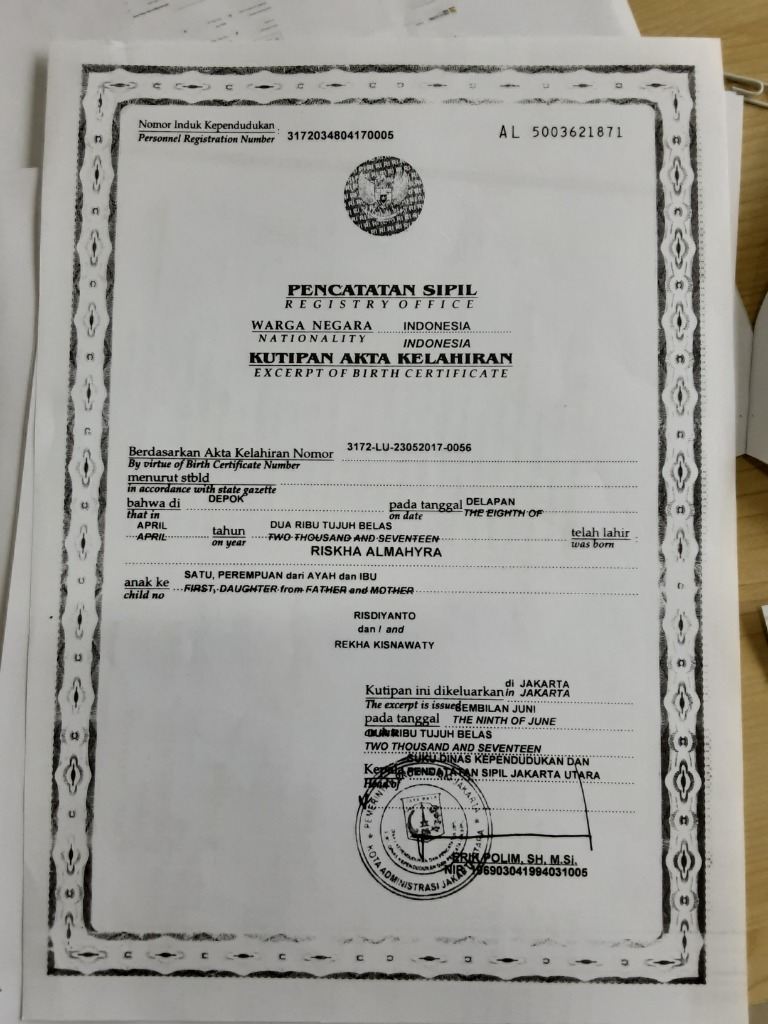 Nomor Induk Kependudukan : 3172034804170005
Personnel Registration Number
AL 5003621871
PENCATATAN SIPIL
REGISTRY OFFICE
WARGA NEGARA INDONESIA
NATIONALITY INDONESIA
KUTIPAN AKTA KELAHIRAN
EXCERPT OF BIRTH CERTIFICATE
Berdasarkan Akta Kelahiran Nomor 3172-LU-23052017-0056
By virtue of Birth Certificate Number
menurut stbld
in accordance with state gazette
bahwa di DEPOK pada tanggal DELAPAN
that in on date THE EIGHTH OF
APRIL tahun DUA RIBU TUJUH BELAS telah lahir :
APRIL on year TWO THOUSAND AND SEVENTEEN was born
RISKHA ALMAHYRA
anak ke SATU, PEREMPUAN dari AYAH dan IBU
child no FIRST, DAUGHTER from FATHER and MOTHER
RISDIYANTO
dan / and
REKHA KISNAWATY
Kutipan ini dikeluarkan di JAKARTA
The excerpt is issued in JAKARTA
pada tanggal SEMBILAN JUNI
THE NINTH OF JUNE
DUA RIBU TUJUH BELAS
TWO THOUSAND AND SEVENTEEN
Kepala SUKU DINAS KEPENDUDUKAN DAN
PENCATATAN SIPIL JAKARTA UTARA
KOTA ADMINISTRASI JAKARTA UTARA
ERIK POLIM, SH, M.Si.
NIP. 196903041994031005